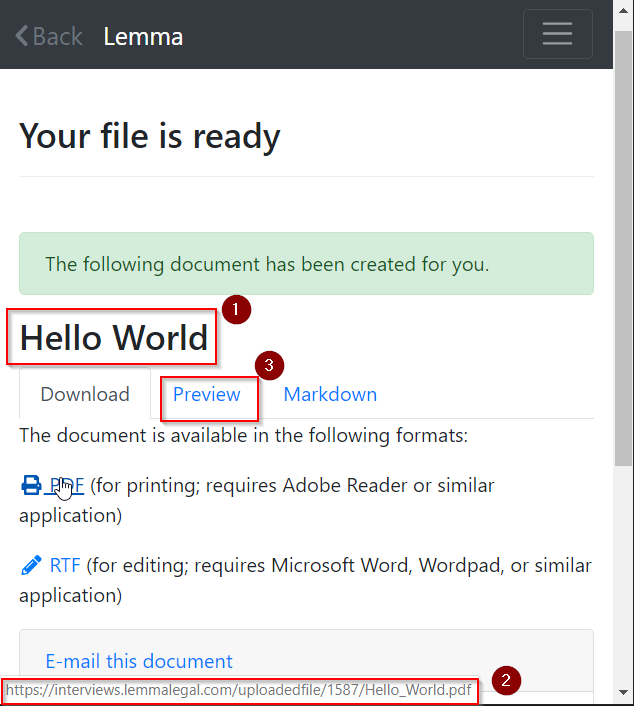 Back Lemma
Your file is ready
The following document has been created for you.
1
Hello World
3
Download Preview Markdown
The document is available in the following formats:
PDF (for printing; requires Adobe Reader or similar
application)
RTF (for editing; requires Microsoft Word, Wordpad, or similar
application)
E-mail this document
2
https://interviews.lemmalegal.com/uploadedfile/1587/Hello_World.pdf